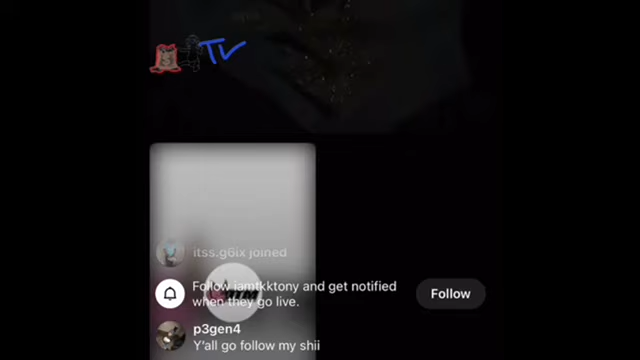 TV
itss.g6ix joined
Follow iamtkktony and get notified
when they go live.
Follow
p3gen4
Y'all go follow my shii